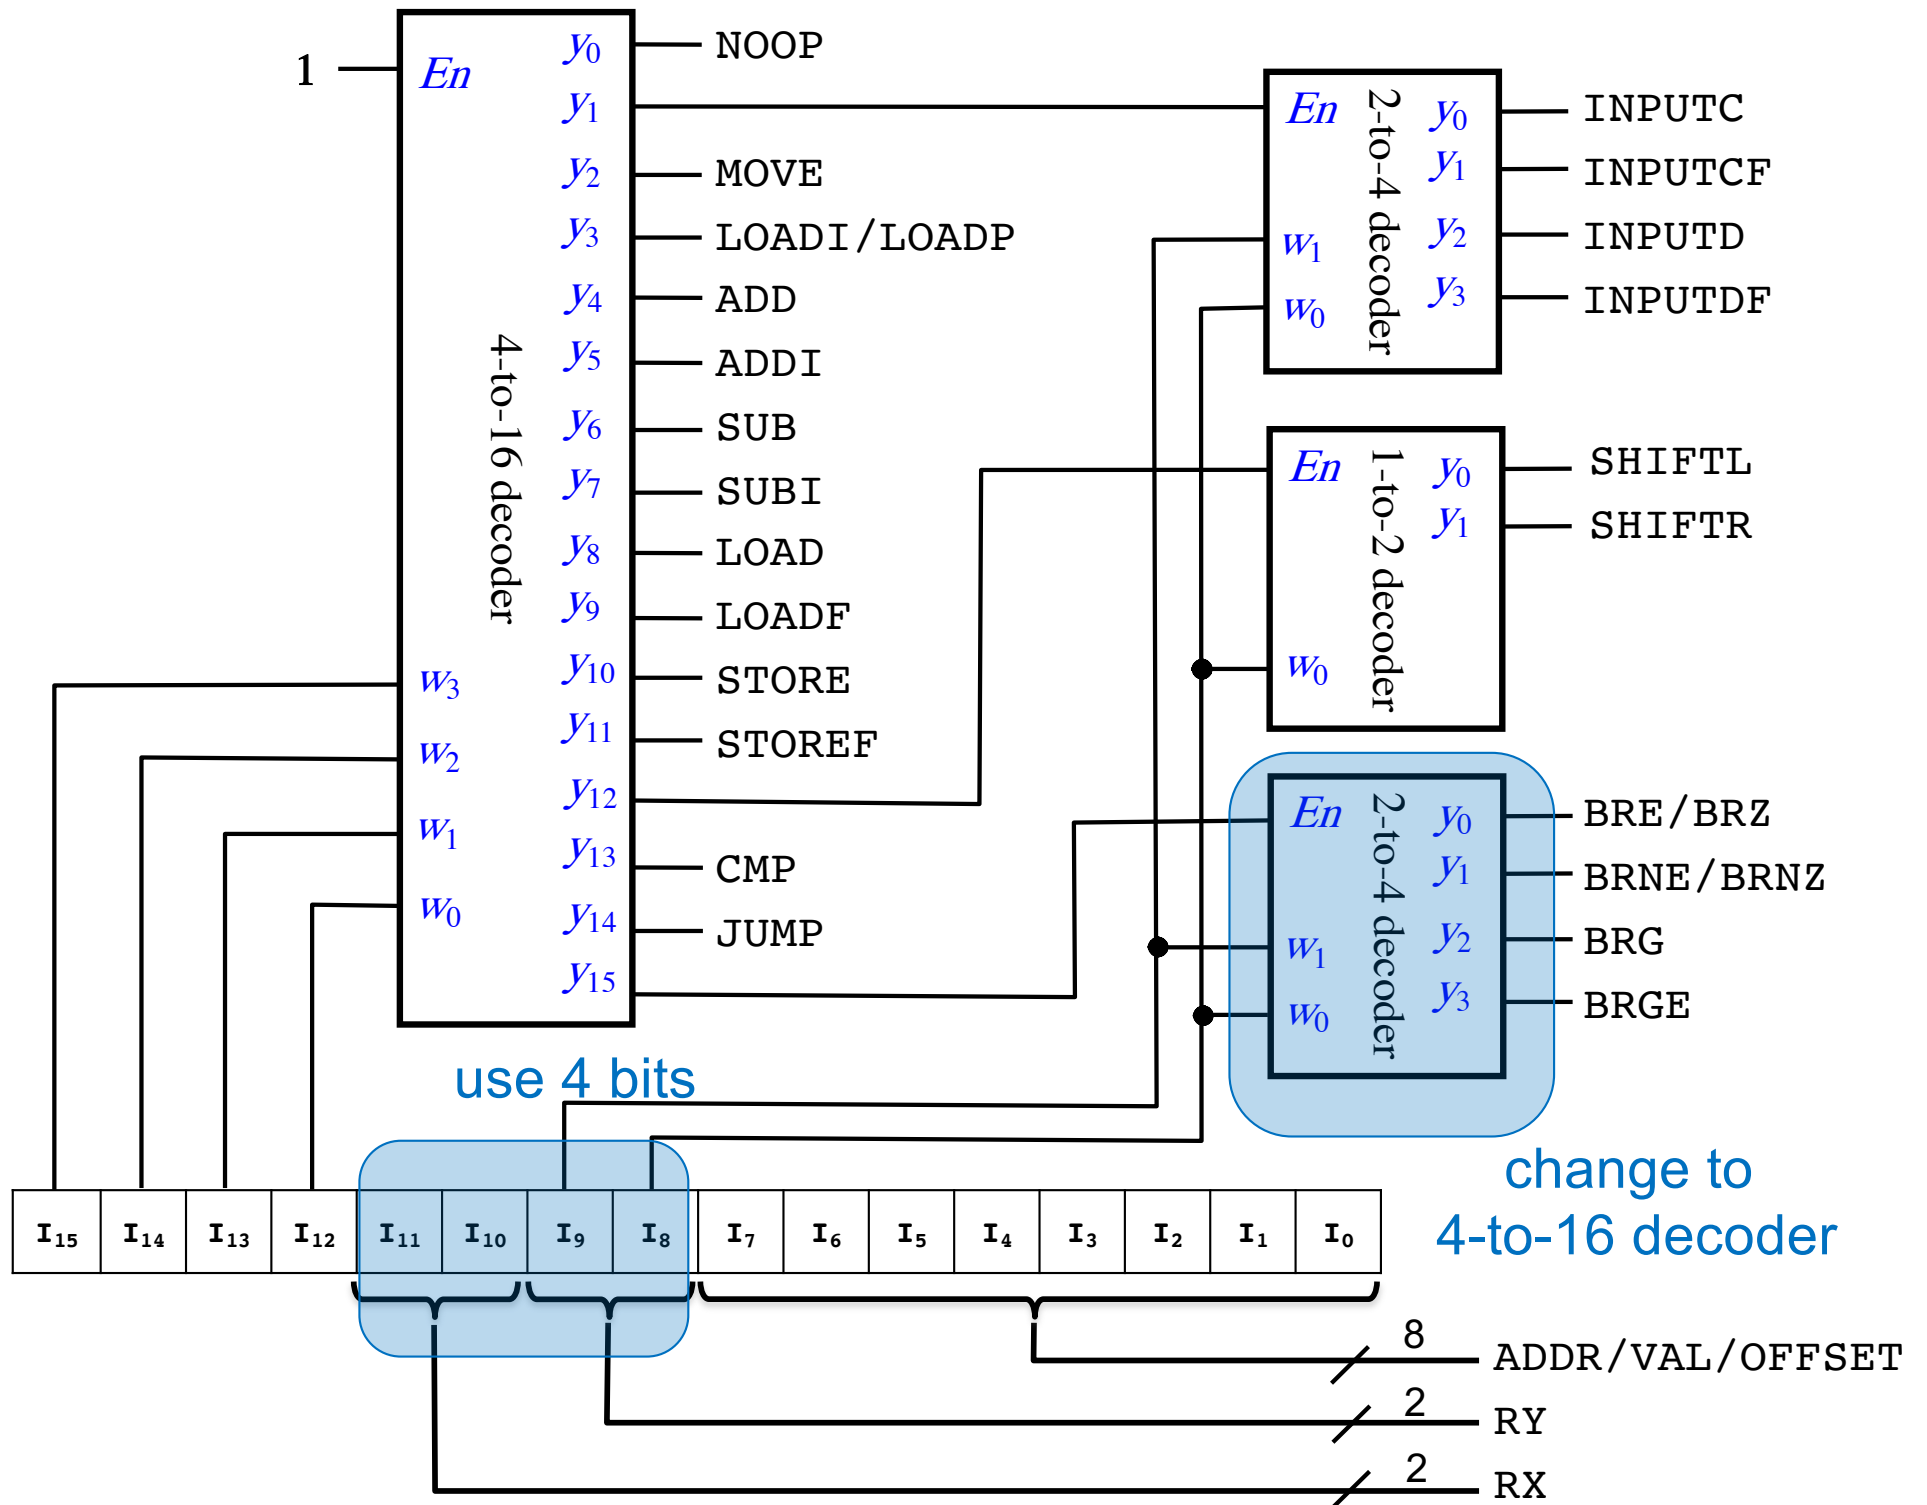 1
En
y0
y1
y2
y3
y4
y5
y6
y7
y8
y9
y10
y11
y12
y13
y14
y15
w3
w2
w1
w0
4-to-16 decoder
NOOP
MOVE
LOADI/LOADP
ADD
ADDI
SUB
SUBI
LOAD
LOADF
STORE
STOREF
CMP
JUMP
En
w1
w0
2-to-4 decoder
y0
y1
y2
y3
INPUTC
INPUTCF
INPUTD
INPUTDF
En
w0
1-to-2 decoder
y0
y1
SHIFTL
SHIFTR
En
w1
w0
2-to-4 decoder
y0
y1
y2
y3
BRE/BRZ
BRNE/BRNZ
BRG
BRGE
use 4 bits
change to
4-to-16 decoder
I15 I14 I13 I12 I11 I10 I9 I8 I7 I6 I5 I4 I3 I2 I1 I0
8 ADDR/VAL/OFFSET
2 RY
2 RX